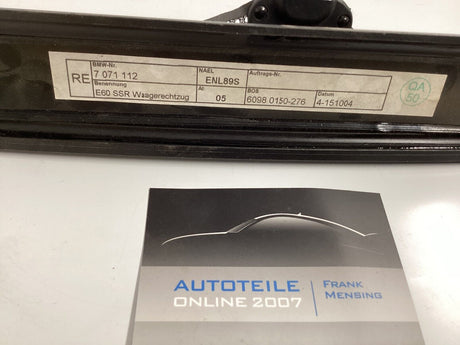 RE
BMW-Nr.
7 071 112
NAEL
ENL89S
Auftrags-Nr.
Benennung
E60 SSR Waagerechtzug
AI
05
BOS
6098 0150-276
Datum
4-151004
QA
50
AUTOTEILE
ONLINE 2007
FRANK
MENSING